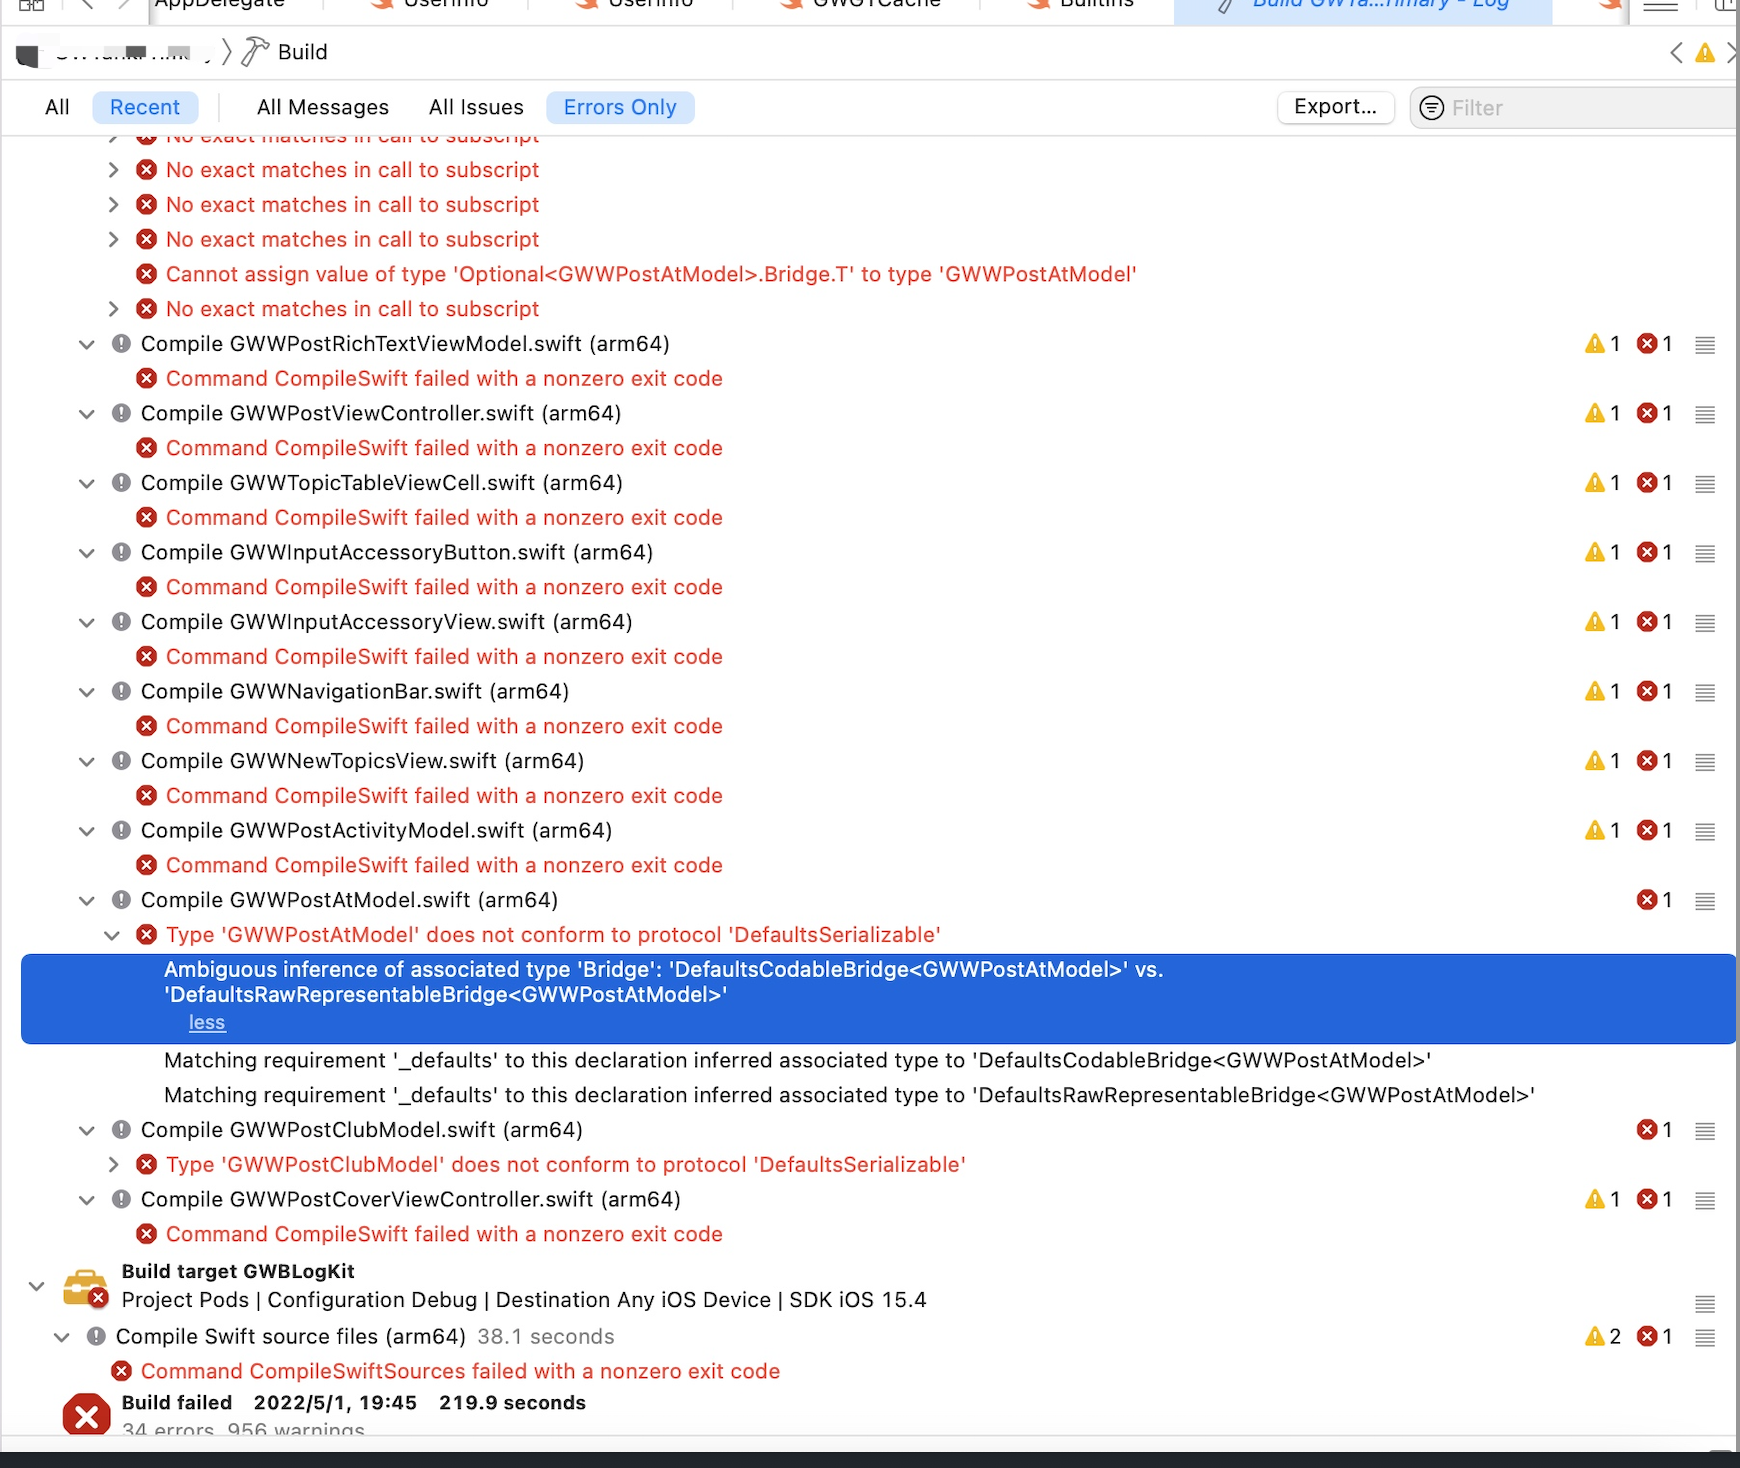 AppDelegate UserInfo UserInfo GWGTCache Builtins Build GWTa...rimary - Log
Build
All Recent All Messages All Issues Errors Only Export... Filter
No exact matches in call to subscript
No exact matches in call to subscript
No exact matches in call to subscript
No exact matches in call to subscript
Cannot assign value of type 'Optional<GWWPostAtModel>.Bridge.T' to type 'GWWPostAtModel'
No exact matches in call to subscript
Compile GWWPostRichTextViewModel.swift (arm64) 1 1
Command CompileSwift failed with a nonzero exit code
Compile GWWPostViewController.swift (arm64) 1 1
Command CompileSwift failed with a nonzero exit code
Compile GWWTopicTableViewCell.swift (arm64) 1 1
Command CompileSwift failed with a nonzero exit code
Compile GWWInputAccessoryButton.swift (arm64) 1 1
Command CompileSwift failed with a nonzero exit code
Compile GWWInputAccessoryView.swift (arm64) 1 1
Command CompileSwift failed with a nonzero exit code
Compile GWWNavigationBar.swift (arm64) 1 1
Command CompileSwift failed with a nonzero exit code
Compile GWWNewTopicsView.swift (arm64) 1 1
Command CompileSwift failed with a nonzero exit code
Compile GWWPostActivityModel.swift (arm64) 1 1
Command CompileSwift failed with a nonzero exit code
Compile GWWPostAtModel.swift (arm64) 1
Type 'GWWPostAtModel' does not conform to protocol 'DefaultsSerializable'
Ambiguous inference of associated type 'Bridge': 'DefaultsCodableBridge<GWWPostAtModel>' vs.
'DefaultsRawRepresentableBridge<GWWPostAtModel>'
less
Matching requirement '_defaults' to this declaration inferred associated type to 'DefaultsCodableBridge<GWWPostAtModel>'
Matching requirement '_defaults' to this declaration inferred associated type to 'DefaultsRawRepresentableBridge<GWWPostAtModel>'
Compile GWWPostClubModel.swift (arm64) 1
Type 'GWWPostClubModel' does not conform to protocol 'DefaultsSerializable'
Compile GWWPostCoverViewController.swift (arm64) 1 1
Command CompileSwift failed with a nonzero exit code
Build target GWBLogKit
Project Pods | Configuration Debug | Destination Any iOS Device | SDK iOS 15.4
Compile Swift source files (arm64) 38.1 seconds 2 1
Command CompileSwiftSources failed with a nonzero exit code
Build failed 2022/5/1, 19:45 219.9 seconds
34 errors, 956 warnings